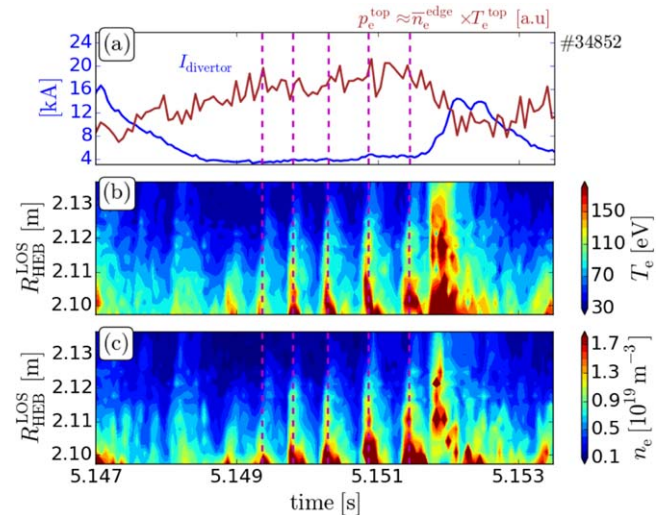 p_e^top ≈ n̅_e^edge × T_e^top [a.u]
(a)
#34852
I_divertor
[kA]
24
20
16
12
8
4
(b)
R_HEB^LOS [m]
2.13
2.12
2.11
2.10
150
110
70
30
T_e [eV]
(c)
R_HEB^LOS [m]
2.13
2.12
2.11
2.10
1.7
1.3
0.9
0.5
0.1
n_e [10^19 m^−3]
5.147 5.149 5.151 5.153
time [s]